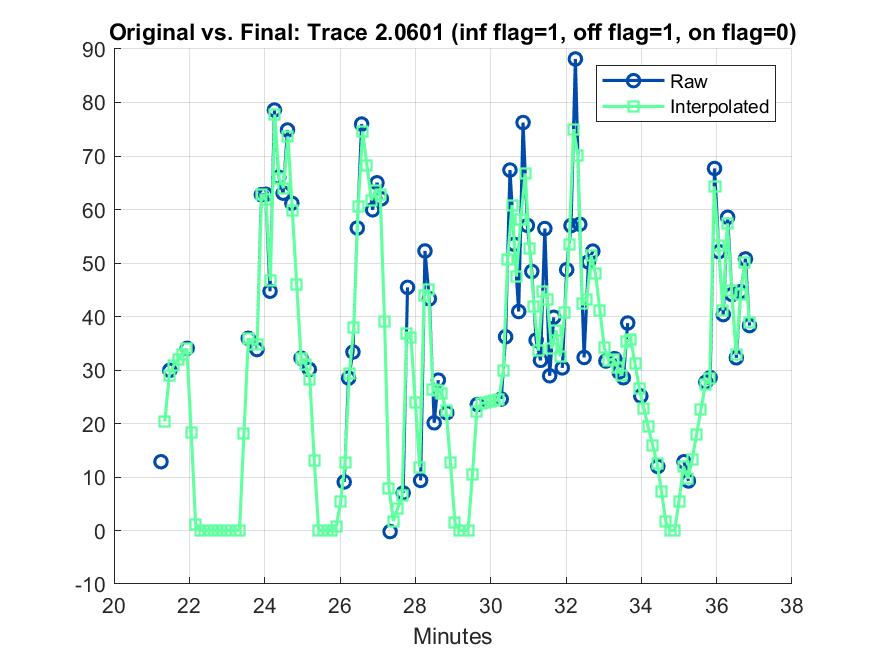 Original vs. Final: Trace 2.0601 (inf flag=1, off flag=1, on flag=0)
90
80
70
60
50
40
30
20
10
0
-10
Raw
Interpolated
20 22 24 26 28 30 32 34 36 38
Minutes